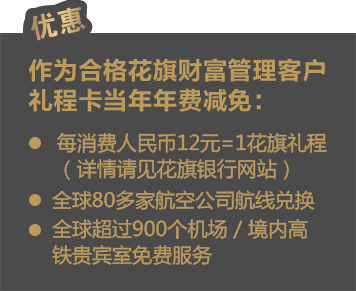 优惠
作为合格花旗财富管理客户
礼程卡当年年费减免：
● 每消费人民币12元=1花旗礼程
（详情请见花旗银行网站）
● 全球80多家航空公司航线兑换
● 全球超过900个机场 / 境内高
铁贵宾室免费服务